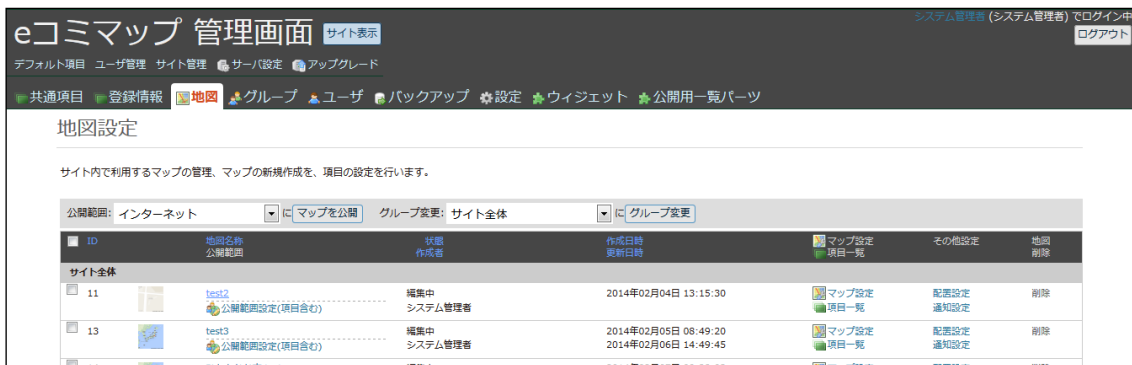 システム管理者 (システム管理者) でログイン中
eコミマップ 管理画面 サイト表示
ログアウト
デフォルト項目 ユーザ管理 サイト管理 サーバ設定 アップグレード
共通項目 登録情報 地図 グループ ユーザ バックアップ 設定 ウィジェット 公開用一覧パーツ
地図設定
サイト内で利用するマップの管理、マップの新規作成を、項目の設定を行います。
公開範囲: インターネット に マップを公開 グループ変更: サイト全体 に グループ変更
ID 地図名称 状態 作成日時 マップ設定 その他設定 地図
公開範囲 作成者 更新日時 項目一覧 削除
サイト全体
11 test2 編集中 2014年02月04日 13:15:30 マップ設定 配置設定 削除
公開範囲設定(項目含む) システム管理者 項目一覧 通知設定
13 test3 編集中 2014年02月05日 08:49:20 マップ設定 配置設定 削除
公開範囲設定(項目含む) システム管理者 2014年02月06日 14:49:45 項目一覧 通知設定